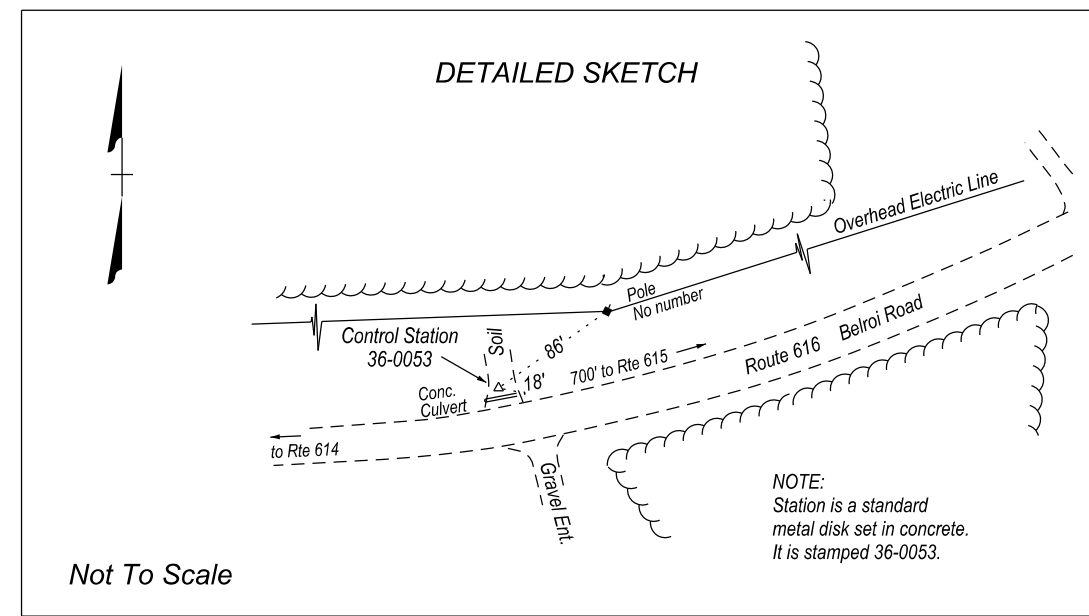 DETAILED SKETCH
Overhead Electric Line
Pole
No number
Control Station
36-0053
Soil
86'
18'
Conc.
Culvert
700' to Rte 615
Route 616 Belroi Road
to Rte 614
Gravel Ent.
NOTE:
Station is a standard
metal disk set in concrete.
It is stamped 36-0053.
Not To Scale